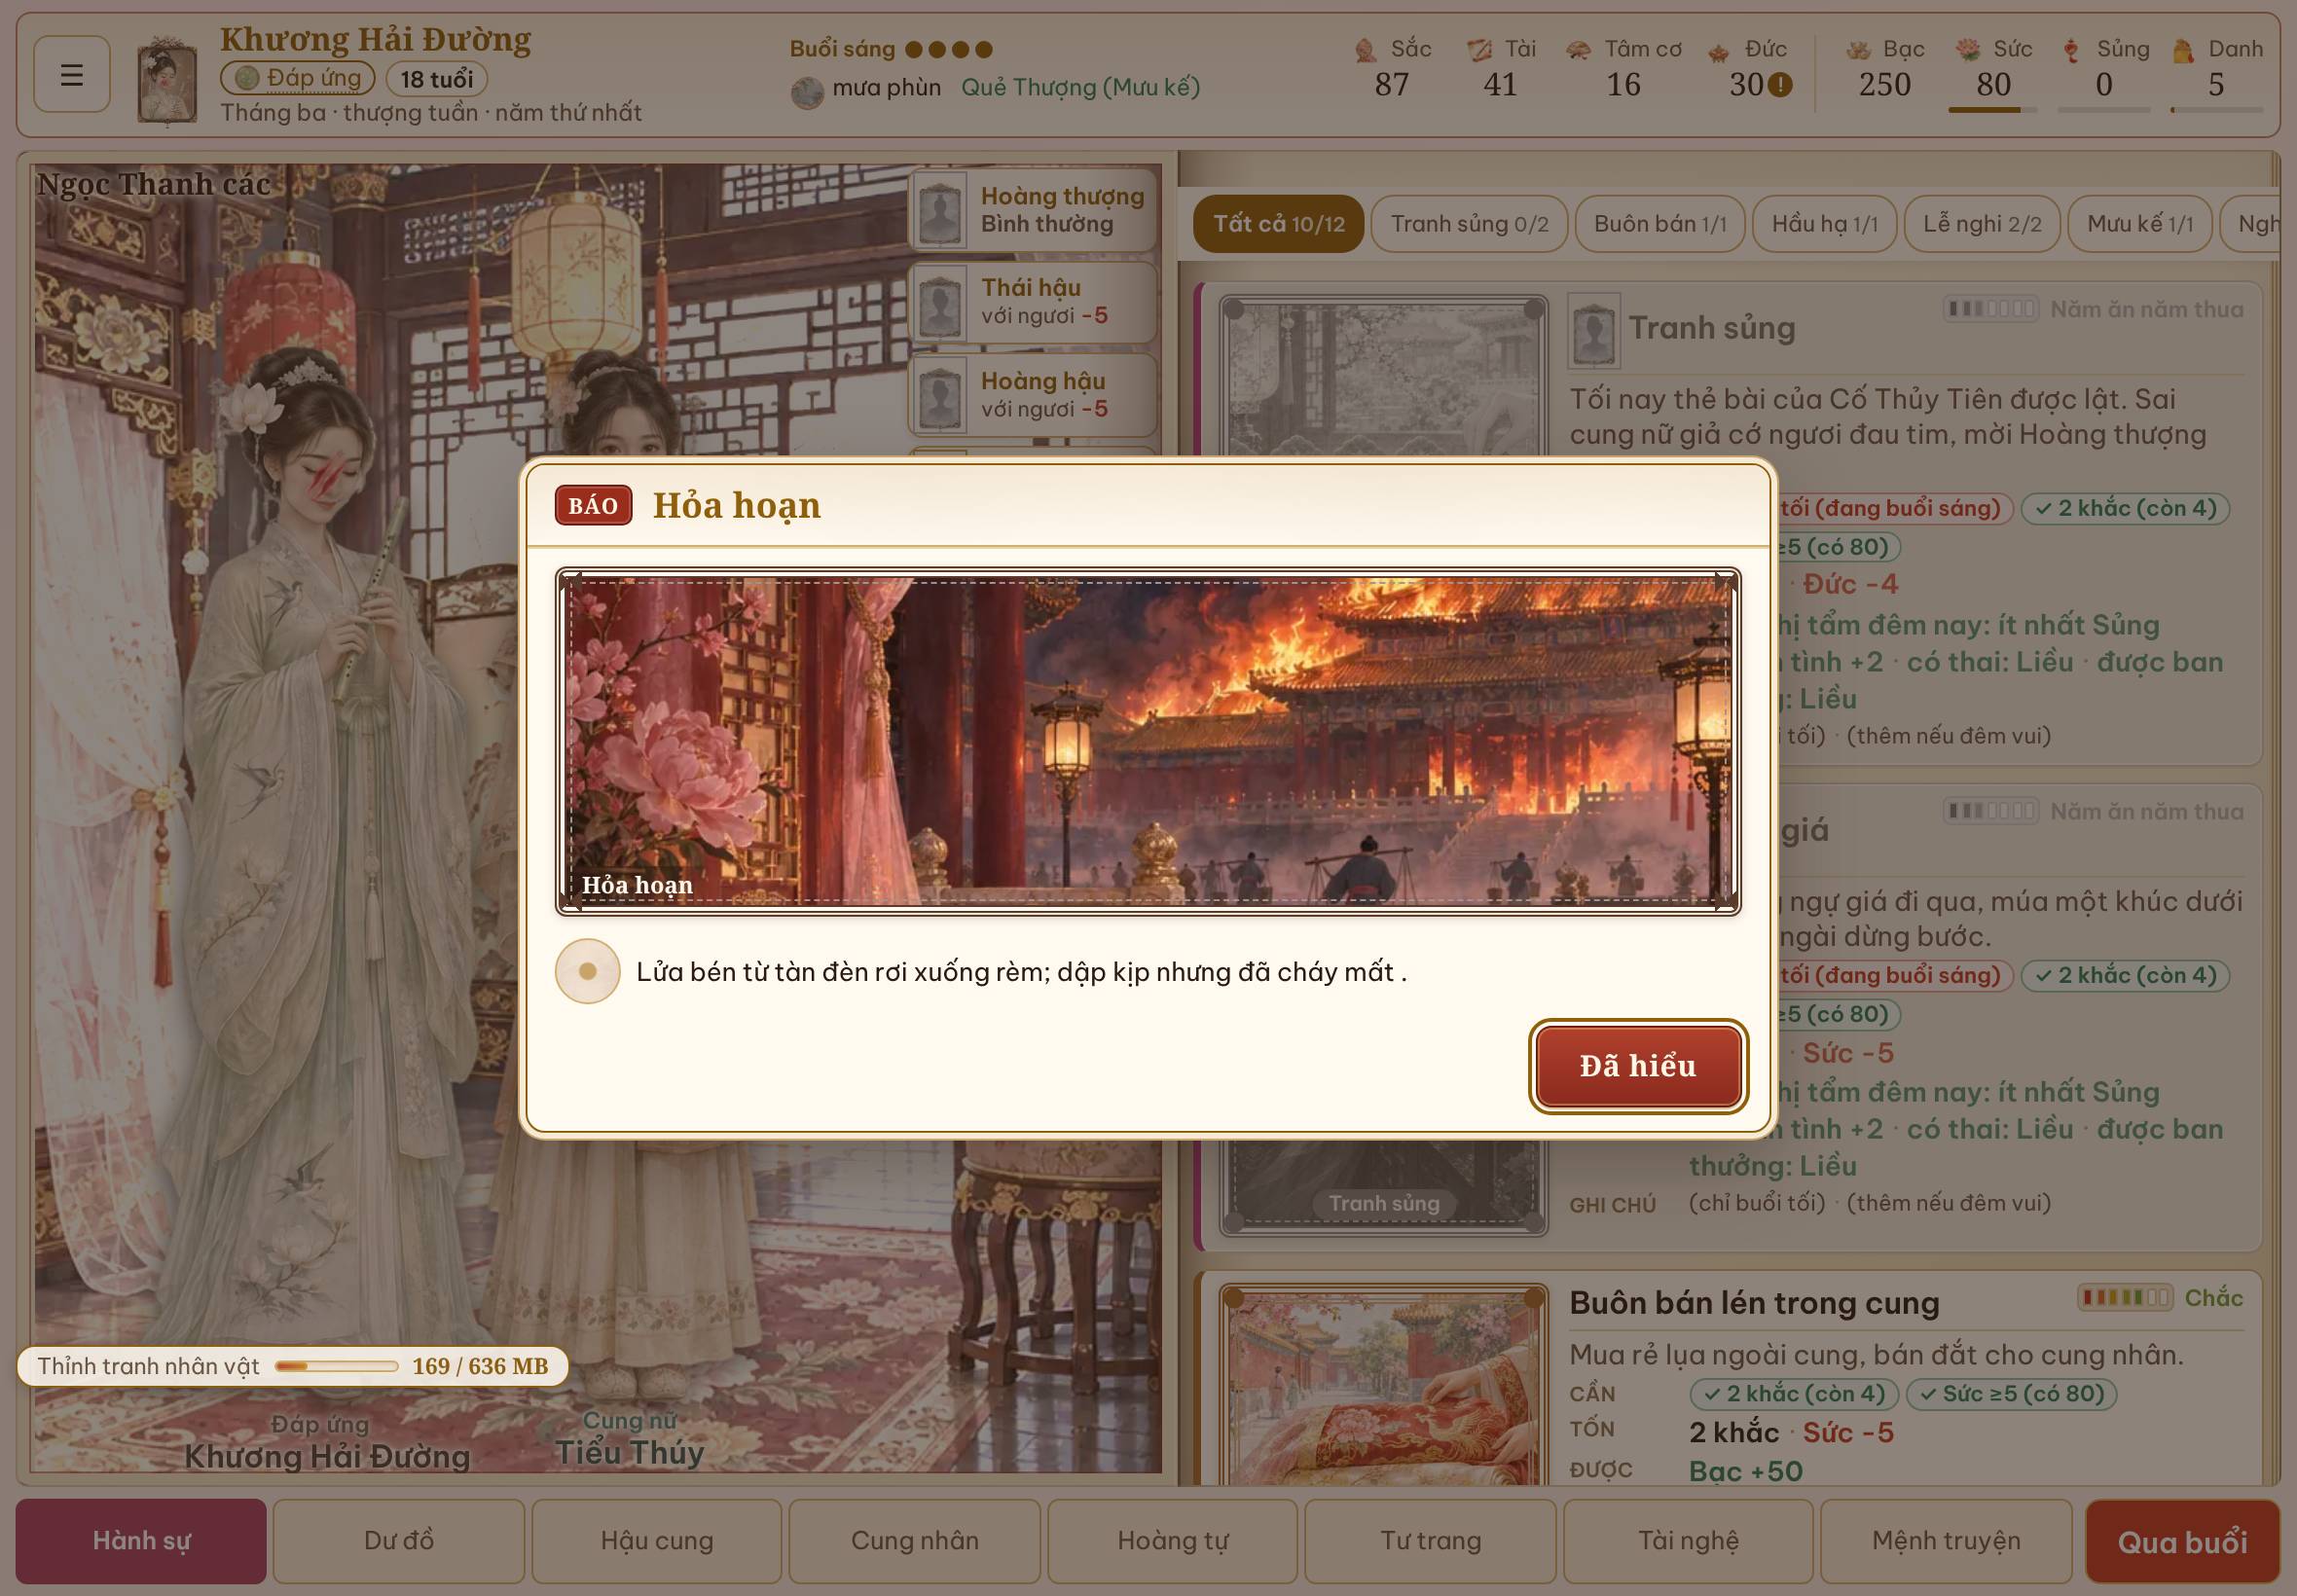 Khương Hải Đường
Đáp ứng
18 tuổi
Tháng ba · thượng tuần · năm thứ nhất
Buổi sáng
mưa phùn Quẻ Thượng (Mưu kế)
Sắc
87
Tài
41
Tâm cơ
16
Đức
30
Bạc
250
Sức
80
Sủng
0
Danh
5
Ngọc Thanh các
Hoàng thượng
Bình thường
Thái hậu
với ngươi -5
Hoàng hậu
với ngươi -5
Tất cả 10/12
Tranh sủng 0/2
Buôn bán 1/1
Hầu hạ 1/1
Lễ nghi 2/2
Mưu kế 1/1
Ngh
Tranh sủng
Năm ăn năm thua
Tối nay thẻ bài của Cố Thủy Tiên được lật. Sai
cung nữ giả cớ ngươi đau tim, mời Hoàng thượng
tối (đang buổi sáng)
✓ 2 khắc (còn 4)
≥5 (có 80)
· Đức -4
hị tẩm đêm nay: ít nhất Sủng
tình +2 · có thai: Liều · được ban
: Liều
tối) · (thêm nếu đêm vui)
giá
Năm ăn năm thua
ngự giá đi qua, múa một khúc dưới
ngài dừng bước.
tối (đang buổi sáng)
✓ 2 khắc (còn 4)
≥5 (có 80)
· Sức -5
hị tẩm đêm nay: ít nhất Sủng
tình +2 · có thai: Liều · được ban
thưởng: Liều
GHI CHÚ (chỉ buổi tối) · (thêm nếu đêm vui)
Tranh sủng
BÁO Hỏa hoạn
Hỏa hoạn
Lửa bén từ tàn đèn rơi xuống rèm; dập kịp nhưng đã cháy mất .
Đã hiểu
Buôn bán lén trong cung
Chắc
Mua rẻ lụa ngoài cung, bán đắt cho cung nhân.
CẦN ✓ 2 khắc (còn 4) ✓ Sức ≥5 (có 80)
TỐN 2 khắc · Sức -5
ĐƯỢC Bạc +50
Thỉnh tranh nhân vật 169 / 636 MB
Đáp ứng
Khương Hải Đường
Cung nữ
Tiểu Thúy
Hành sự
Dư đồ
Hậu cung
Cung nhân
Hoàng tự
Tư trang
Tài nghệ
Mệnh truyện
Qua buổi